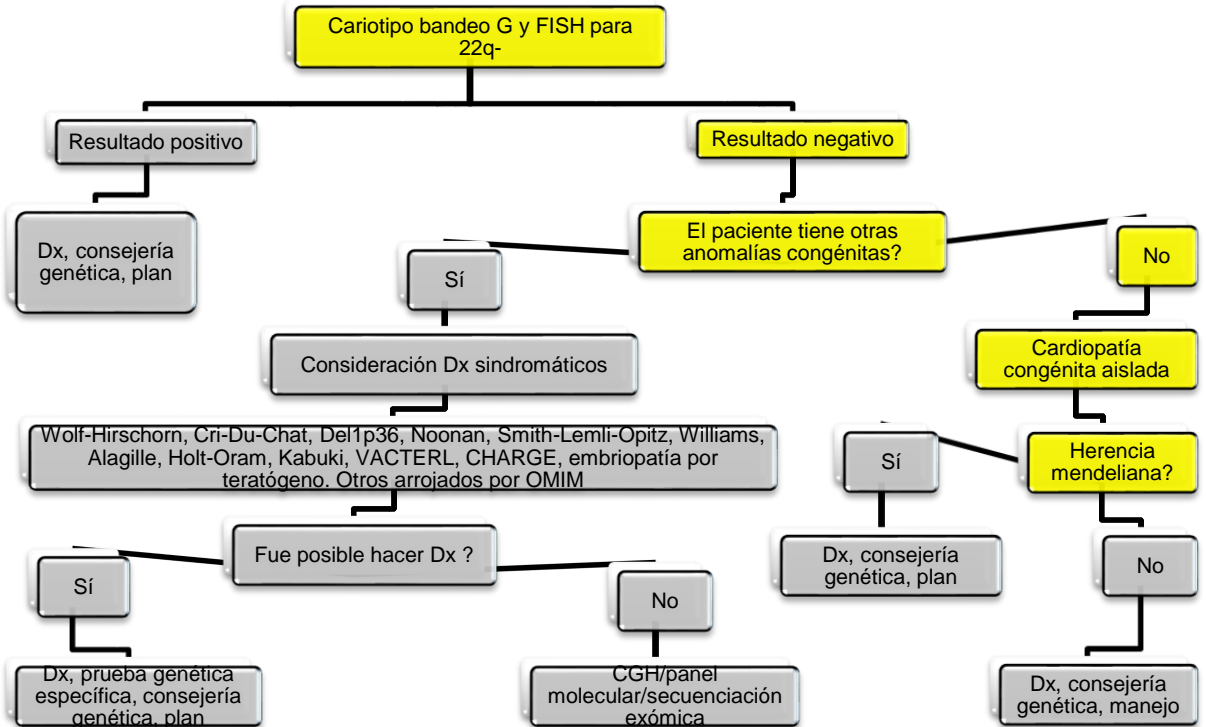 Cariotipo bandeo G y FISH para
22q-
Resultado positivo
Resultado negativo
Dx, consejería
genética, plan
El paciente tiene otras
anomalías congénitas?
Sí
No
Consideración Dx sindromáticos
Cardiopatía
congénita aislada
Wolf-Hirschorn, Cri-Du-Chat, Del1p36, Noonan, Smith-Lemli-Opitz, Williams,
Alagille, Holt-Oram, Kabuki, VACTERL, CHARGE, embriopatía por
teratógeno. Otros arrojados por OMIM
Sí
Herencia
mendeliana?
Fue posible hacer Dx ?
Dx, consejería
genética, plan
No
Sí
No
Dx, prueba genética
específica, consejería
genética, plan
CGH/panel
molecular/secuenciación
exómica
Dx, consejería
genética, manejo